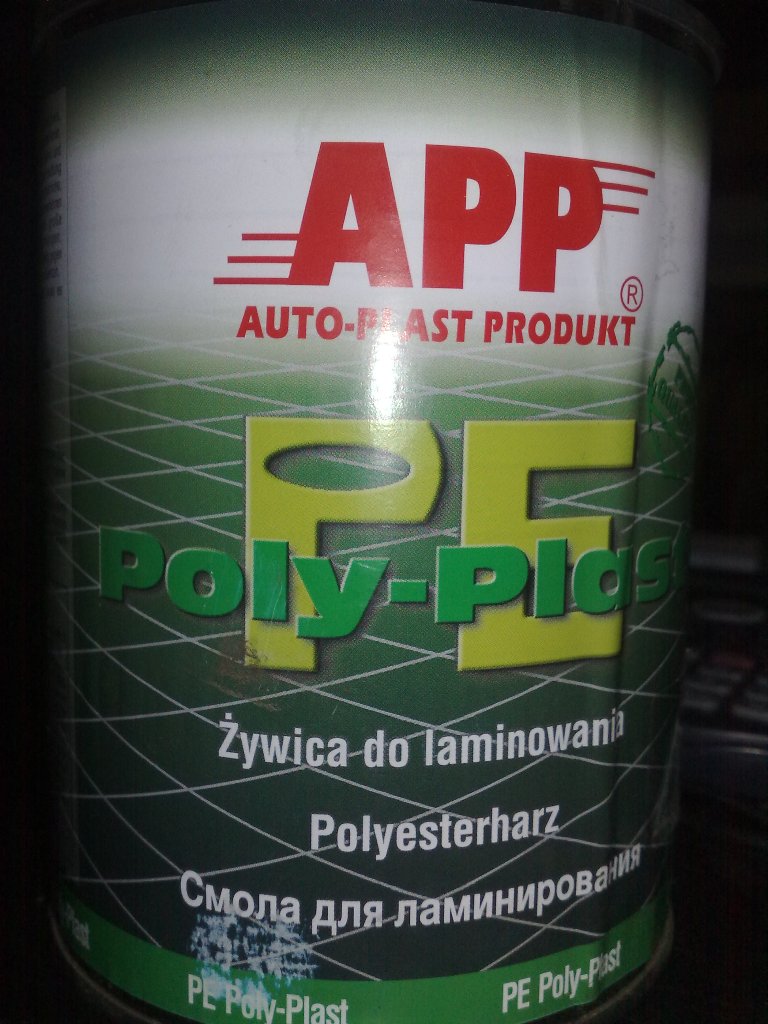 APP
®
AUTO-PLAST PRODUKT
PE
Poly-Plast
Żywica do laminowania
Polyesterharz
Смола для ламинирования
PE Poly-Plast PE Poly-Plast